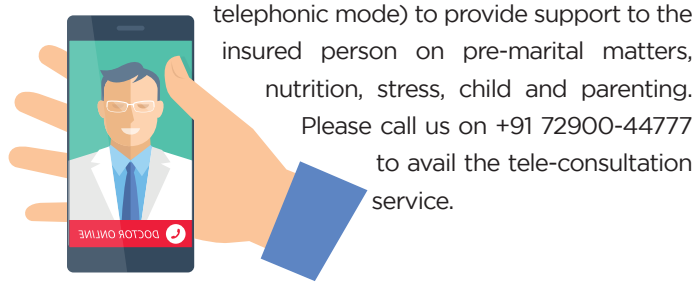 telephonic mode) to provide support to the
insured person on pre-marital matters,
nutrition, stress, child and parenting.
Please call us on +91 72900-44777
to avail the tele-consultation
service.
DOCTOR ONLINE